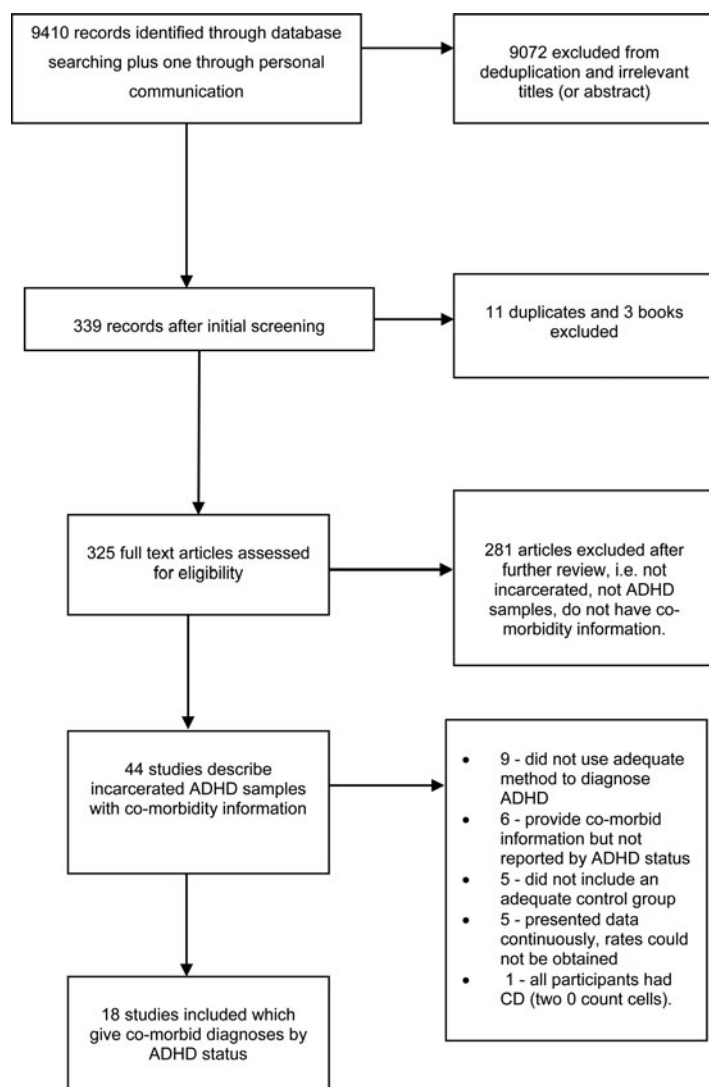 9410 records identified through database
searching plus one through personal
communication
9072 excluded from
deduplication and irrelevant
titles (or abstract)
339 records after initial screening
11 duplicates and 3 books
excluded
325 full text articles assessed
for eligibility
281 articles excluded after
further review, i.e. not
incarcerated, not ADHD
samples, do not have co-
morbidity information.
44 studies describe
incarcerated ADHD samples
with co-morbidity information
• 9 - did not use adequate
method to diagnose
ADHD
• 6 - provide co-morbid
information but not
reported by ADHD status
• 5 - did not include an
adequate control group
• 5 - presented data
continuously, rates could
not be obtained
• 1 - all participants had
CD (two 0 count cells).
18 studies included which
give co-morbid diagnoses by
ADHD status